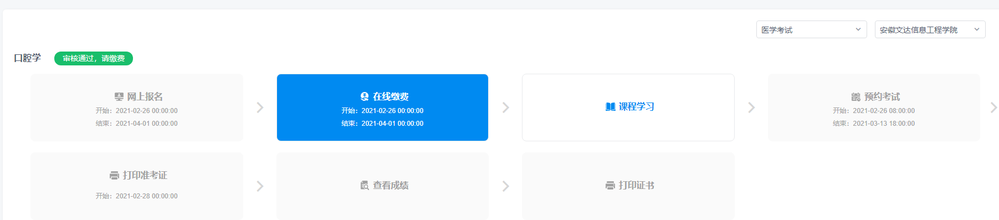 医学考试
安徽文达信息工程学院
口腔学
审核通过，请缴费
网上报名
开始：2021-02-26 00:00:00
结束：2021-04-01 00:00:00
在线缴费
开始：2021-02-26 00:00:00
结束：2021-04-01 00:00:00
课程学习
预约考试
开始：2021-02-26 08:00:00
结束：2021-03-13 18:00:00
打印准考证
开始：2021-02-28 00:00:00
查看成绩
打印证书